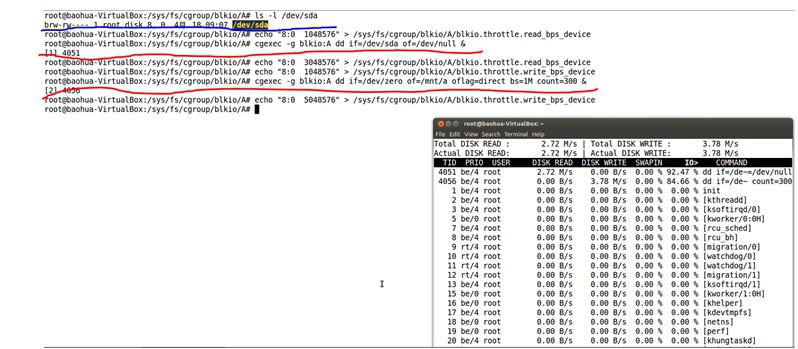 root@baohua-VirtualBox:/sys/fs/cgroup/blkio/A# ls -l /dev/sda
brw-rw---- 1 root disk 8, 0 4月 18 09:07 /dev/sda
root@baohua-VirtualBox:/sys/fs/cgroup/blkio/A# echo "8:0 1048576" > /sys/fs/cgroup/blkio/A/blkio.throttle.read_bps_device
root@baohua-VirtualBox:/sys/fs/cgroup/blkio/A# cgexec -g blkio:A dd if=/dev/sda of=/dev/null &
[1] 4051
root@baohua-VirtualBox:/sys/fs/cgroup/blkio/A# echo "8:0 3048576" > /sys/fs/cgroup/blkio/A/blkio.throttle.read_bps_device
root@baohua-VirtualBox:/sys/fs/cgroup/blkio/A# echo "8:0 1048576" > /sys/fs/cgroup/blkio/A/blkio.throttle.write_bps_device
root@baohua-VirtualBox:/sys/fs/cgroup/blkio/A# cgexec -g blkio:A dd if=/dev/zero of=/mnt/a oflag=direct bs=1M count=300 &
[2] 4056
root@baohua-VirtualBox:/sys/fs/cgroup/blkio/A# echo "8:0 5048576" > /sys/fs/cgroup/blkio/A/blkio.throttle.write_bps_device
root@baohua-VirtualBox:/sys/fs/cgroup/blkio/A#
root@baohua-VirtualBox: ~
File Edit View Search Terminal Help
Total DISK READ : 2.72 M/s | Total DISK WRITE : 3.78 M/s
Actual DISK READ: 2.72 M/s | Actual DISK WRITE: 3.78 M/s
TID PRIO USER DISK READ DISK WRITE SWAPIN IO> COMMAND
4051 be/4 root 2.72 M/s 0.00 B/s 0.00 % 92.47 % dd if=/de~=/dev/null
4056 be/4 root 0.00 B/s 3.78 M/s 0.00 % 84.66 % dd if=/de~ count=300
1 be/4 root 0.00 B/s 0.00 B/s 0.00 % 0.00 % init
2 be/4 root 0.00 B/s 0.00 B/s 0.00 % 0.00 % [kthreadd]
3 be/4 root 0.00 B/s 0.00 B/s 0.00 % 0.00 % [ksoftirqd/0]
5 be/0 root 0.00 B/s 0.00 B/s 0.00 % 0.00 % [kworker/0:0H]
7 be/4 root 0.00 B/s 0.00 B/s 0.00 % 0.00 % [rcu_sched]
8 be/4 root 0.00 B/s 0.00 B/s 0.00 % 0.00 % [rcu_bh]
9 rt/4 root 0.00 B/s 0.00 B/s 0.00 % 0.00 % [migration/0]
10 rt/4 root 0.00 B/s 0.00 B/s 0.00 % 0.00 % [watchdog/0]
11 rt/4 root 0.00 B/s 0.00 B/s 0.00 % 0.00 % [watchdog/1]
12 rt/4 root 0.00 B/s 0.00 B/s 0.00 % 0.00 % [migration/1]
13 be/4 root 0.00 B/s 0.00 B/s 0.00 % 0.00 % [ksoftirqd/1]
15 be/0 root 0.00 B/s 0.00 B/s 0.00 % 0.00 % [kworker/1:0H]
16 be/0 root 0.00 B/s 0.00 B/s 0.00 % 0.00 % [khelper]
17 be/4 root 0.00 B/s 0.00 B/s 0.00 % 0.00 % [kdevtmpfs]
18 be/0 root 0.00 B/s 0.00 B/s 0.00 % 0.00 % [netns]
19 be/0 root 0.00 B/s 0.00 B/s 0.00 % 0.00 % [perf]
20 be/4 root 0.00 B/s 0.00 B/s 0.00 % 0.00 % [khungtaskd]